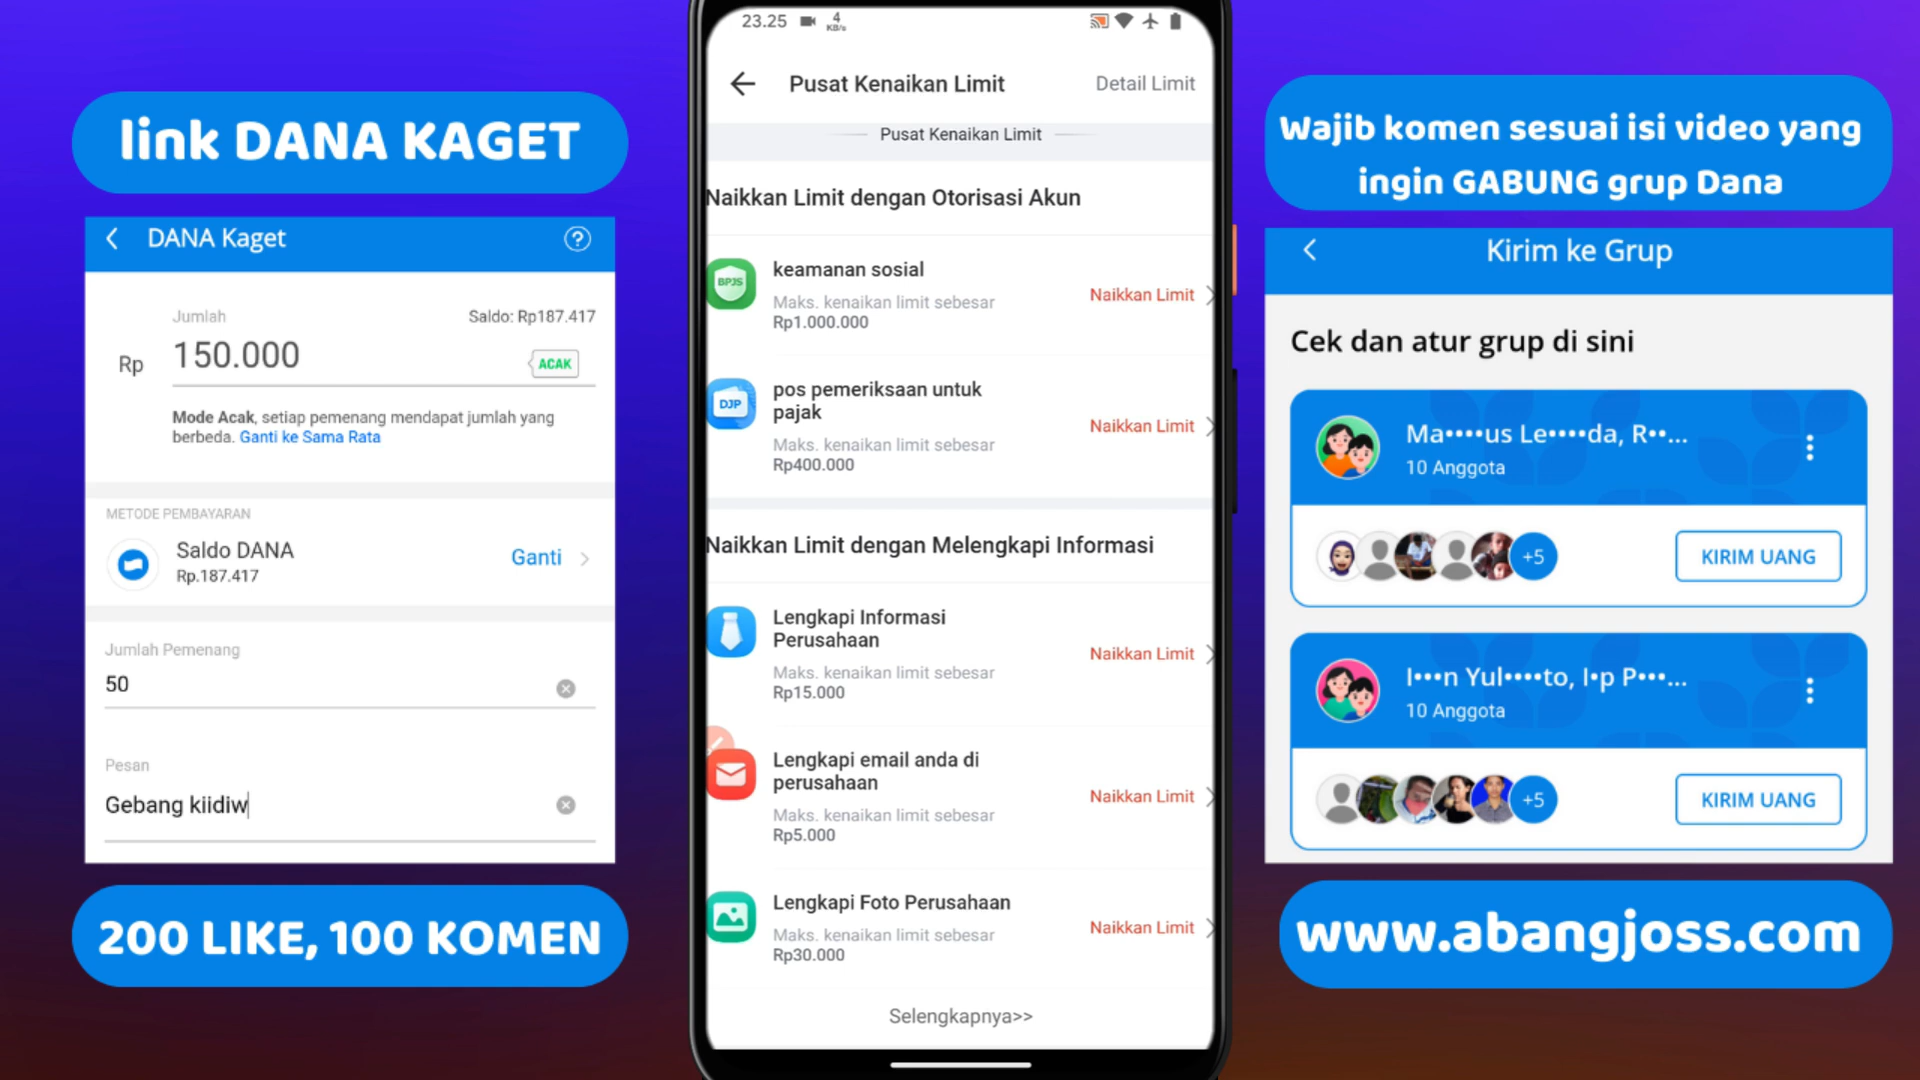 link DANA KAGET
DANA Kaget
?
Jumlah
Saldo: Rp187.417
Rp
150.000
ACAK
Mode Acak, setiap pemenang mendapat jumlah yang
berbeda. Ganti ke Sama Rata
METODE PEMBAYARAN
Saldo DANA
Rp.187.417
Ganti
Jumlah Pemenang
50
Pesan
Gebang kiidiw
200 LIKE, 100 KOMEN
23.25
4
KB/s
Pusat Kenaikan Limit
Detail Limit
Pusat Kenaikan Limit
Naikkan Limit dengan Otorisasi Akun
BPJS
keamanan sosial
Maks. kenaikan limit sebesar
Rp1.000.000
Naikkan Limit
DJP
pos pemeriksaan untuk
pajak
Maks. kenaikan limit sebesar
Rp400.000
Naikkan Limit
Naikkan Limit dengan Melengkapi Informasi
Lengkapi Informasi
Perusahaan
Maks. kenaikan limit sebesar
Rp15.000
Naikkan Limit
Lengkapi email anda di
perusahaan
Maks. kenaikan limit sebesar
Rp5.000
Naikkan Limit
Lengkapi Foto Perusahaan
Maks. kenaikan limit sebesar
Rp30.000
Naikkan Limit
Selengkapnya>>
Wajib komen sesuai isi video yang
ingin GABUNG grup Dana
Kirim ke Grup
Cek dan atur grup di sini
Ma••••us Le••••da, R••...
10 Anggota
+5
KIRIM UANG
I•••n Yul••••to, I•p P•••...
10 Anggota
+5
KIRIM UANG
www.abangjoss.com